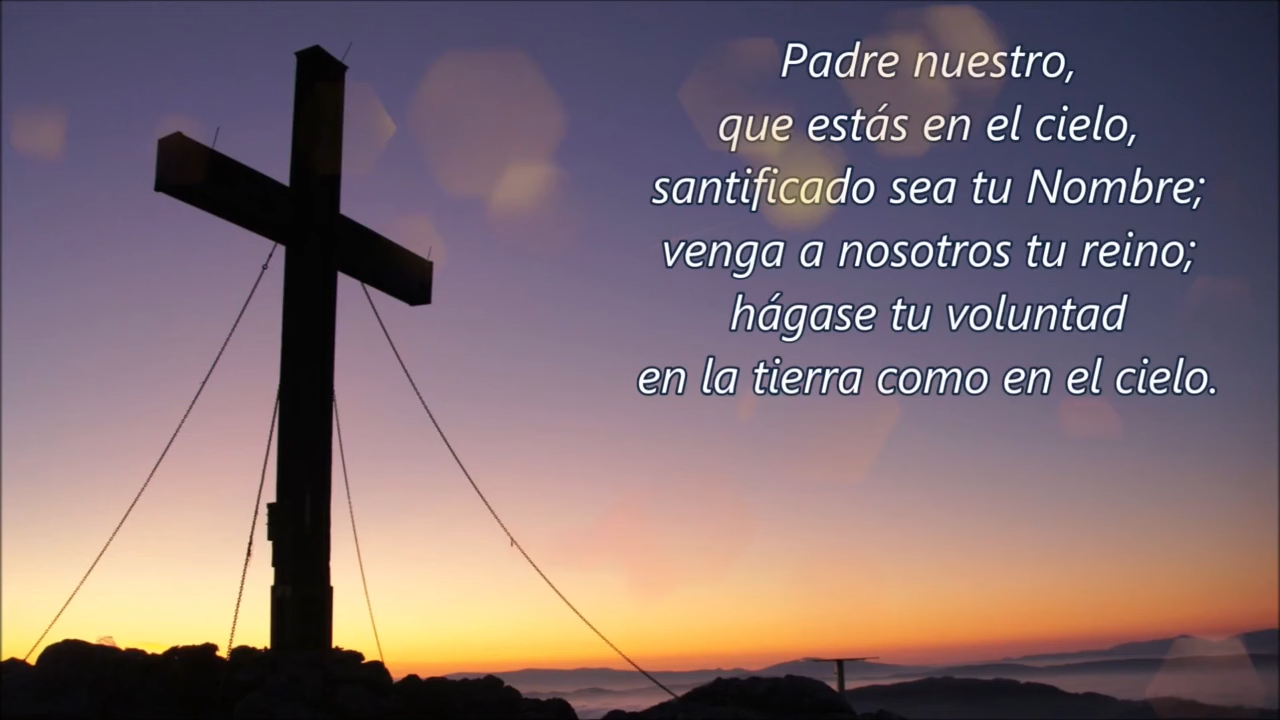 Padre nuestro,
que estás en el cielo,
santificado sea tu Nombre;
venga a nosotros tu reino;
hágase tu voluntad
en la tierra como en el cielo.